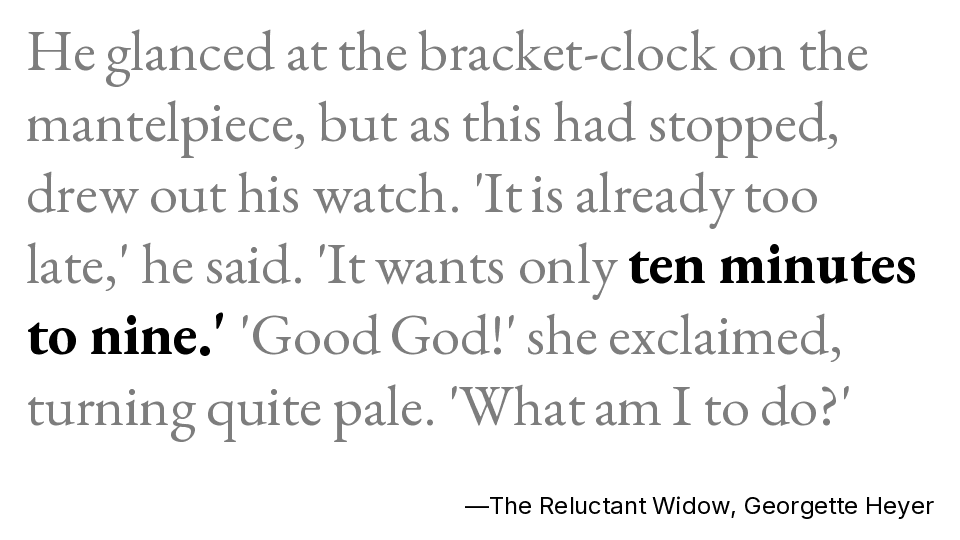 He glanced at the bracket-clock on the
mantelpiece, but as this had stopped,
drew out his watch. 'It is already too
late,' he said. 'It wants only ten minutes
to nine.' 'Good God!' she exclaimed,
turning quite pale. 'What am I to do?'
—The Reluctant Widow, Georgette Heyer